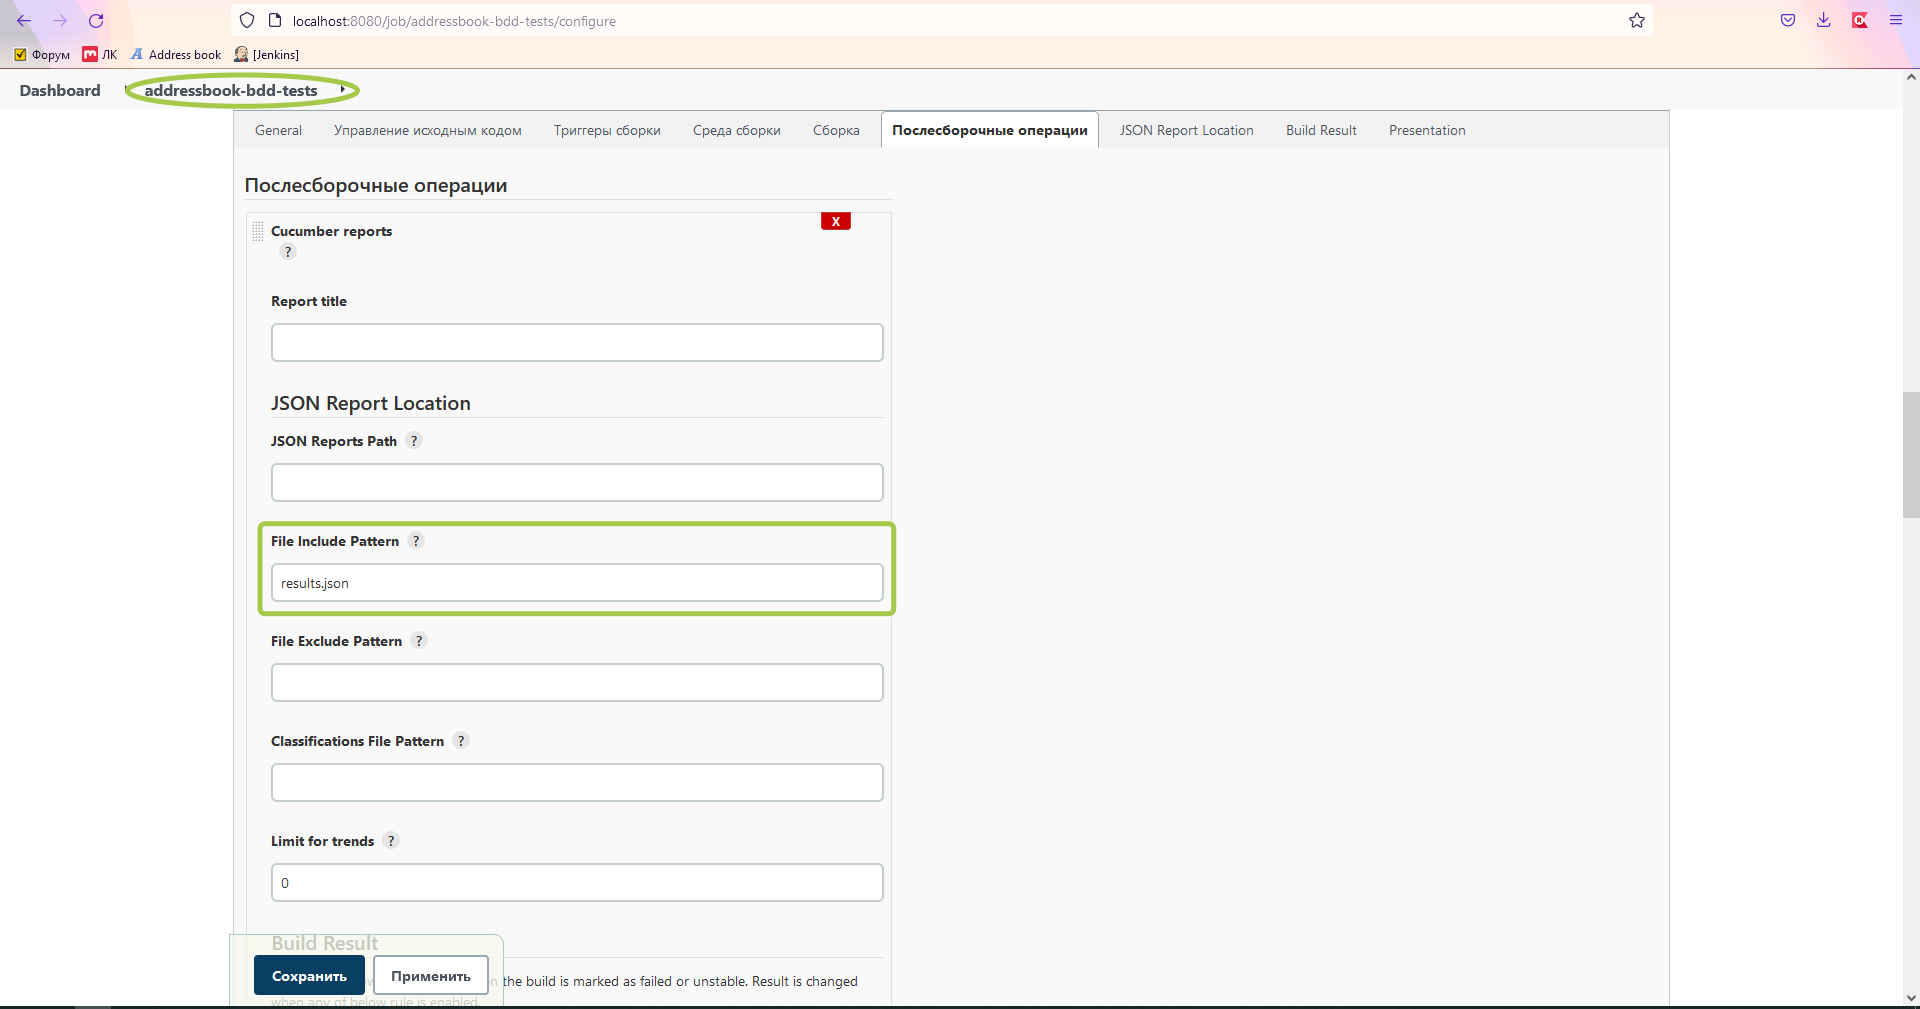 localhost:8080/job/addressbook-bdd-tests/configure
Форум ЛК Address book [Jenkins]
Dashboard addressbook-bdd-tests
General Управление исходным кодом Триггеры сборки Среда сборки Сборка Послесборочные операции JSON Report Location Build Result Presentation
Послесборочные операции
X
Cucumber reports
?
Report title
JSON Report Location
JSON Reports Path ?
File Include Pattern ?
results.json
File Exclude Pattern ?
Classifications File Pattern ?
Limit for trends ?
0
Build Result
Сохранить Применить the build is marked as failed or unstable. Result is changed
when any of below rule is enabled.